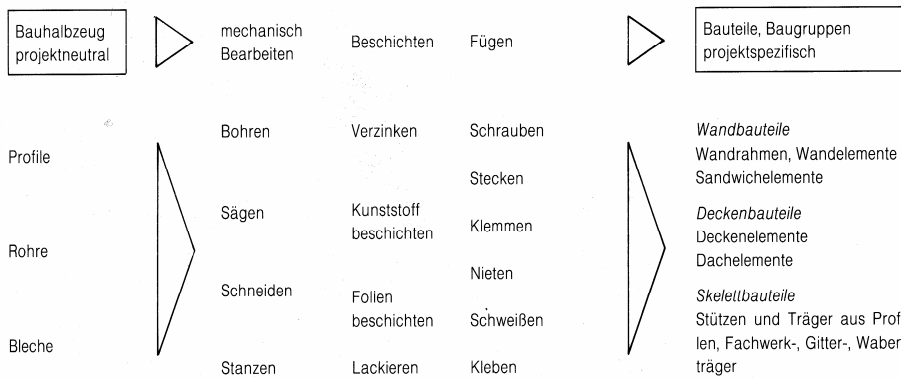 Bauhalbzeug
projektneutral
mechanisch
Bearbeiten
Beschichten
Fügen
Bauteile, Baugruppen
projektspezifisch
Profile
Rohre
Bleche
Bohren
Sägen
Schneiden
Stanzen
Verzinken
Kunststoff
beschichten
Folien
beschichten
Lackieren
Schrauben
Stecken
Klemmen
Nieten
Schweißen
Kleben
Wandbauteile
Wandrahmen, Wandelemente
Sandwichelemente
Deckenbauteile
Deckenelemente
Dachelemente
Skelettbauteile
Stützen und Träger aus Prof
len, Fachwerk-, Gitter-, Waben
träger